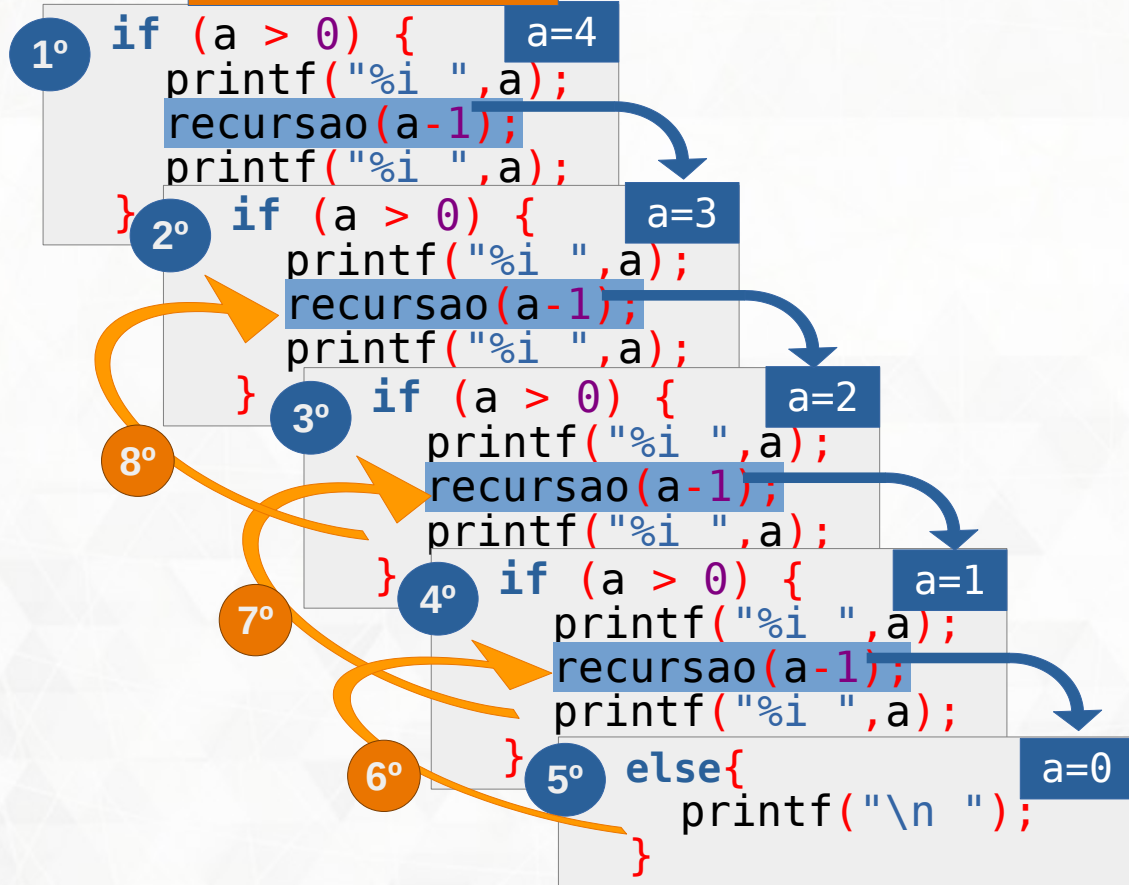 1º if (a > 0) { a=4
printf("%i ",a);
recursao(a-1);
printf("%i ",a);
}
2º if (a > 0) { a=3
printf("%i ",a);
recursao(a-1);
printf("%i ",a);
}
3º if (a > 0) { a=2
8º printf("%i ",a);
recursao(a-1);
printf("%i ",a);
}
4º if (a > 0) { a=1
7º printf("%i ",a);
recursao(a-1);
printf("%i ",a);
}
6º 5º else{ a=0
printf("\n ");
}